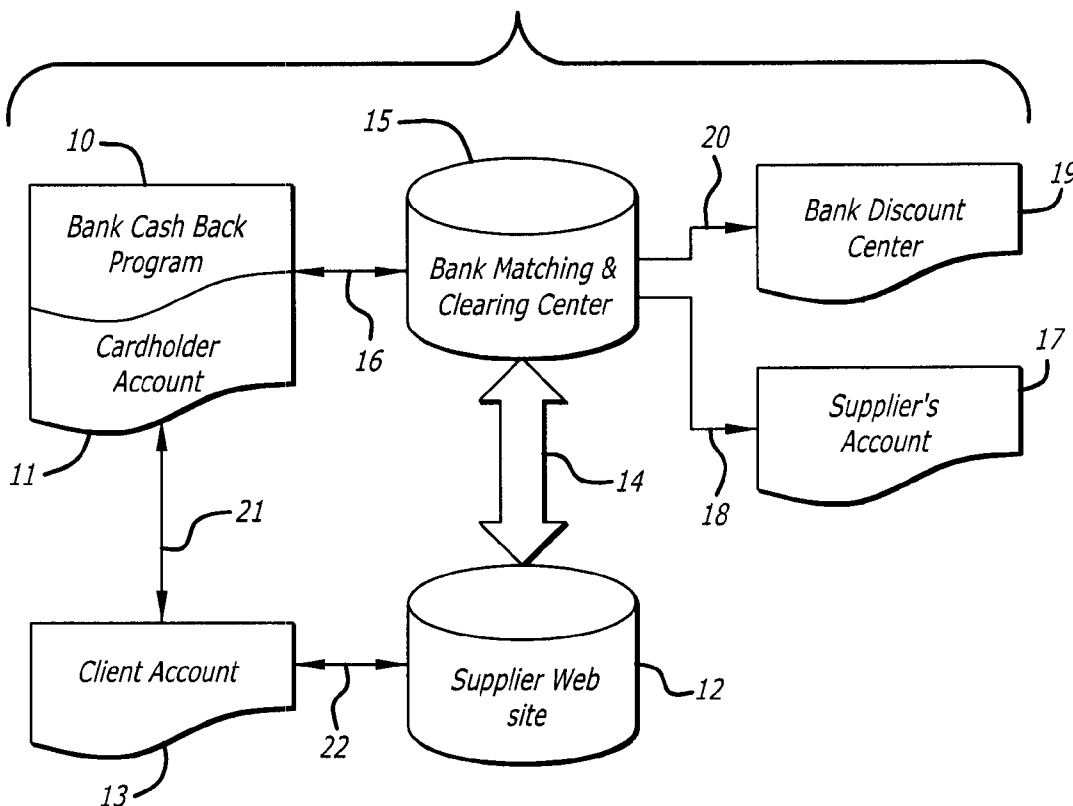 15
20
10
19
Bank Cash Back
Program
Bank Matching &
Clearing Center
Bank Discount
Center
16
17
Cardholder
Account
Supplier's
Account
11
14
18
21
Client Account
Supplier Web
site
12
22
13